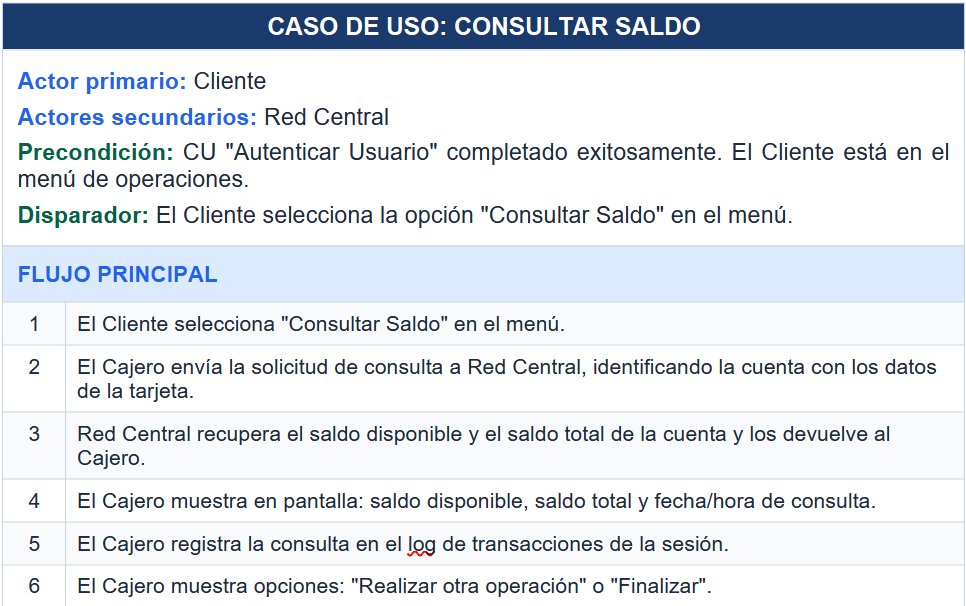 CASO DE USO: CONSULTAR SALDO
Actor primario: Cliente
Actores secundarios: Red Central
Precondición: CU "Autenticar Usuario" completado exitosamente. El Cliente está en el
menú de operaciones.
Disparador: El Cliente selecciona la opción "Consultar Saldo" en el menú.
FLUJO PRINCIPAL
1 El Cliente selecciona "Consultar Saldo" en el menú.
2 El Cajero envía la solicitud de consulta a Red Central, identificando la cuenta con los datos
de la tarjeta.
3 Red Central recupera el saldo disponible y el saldo total de la cuenta y los devuelve al
Cajero.
4 El Cajero muestra en pantalla: saldo disponible, saldo total y fecha/hora de consulta.
5 El Cajero registra la consulta en el log de transacciones de la sesión.
6 El Cajero muestra opciones: "Realizar otra operación" o "Finalizar".